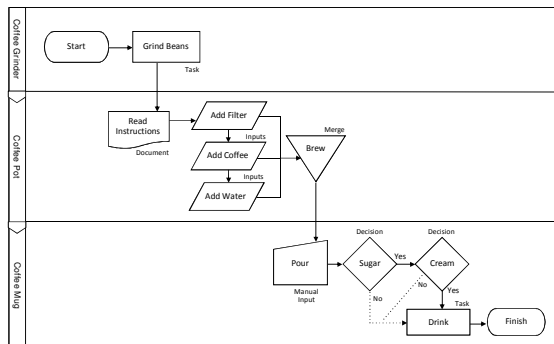 Coffee Grinder
Start
Grind Beans
Task
Coffee Pot
Read
Instructions
Document
Add Filter
Inputs
Add Coffee
Inputs
Add Water
Merge
Brew
Coffee Mug
Pour
Manual
Input
Decision
Sugar
Yes
No
Decision
Cream
No
Yes
Task
Drink
Finish